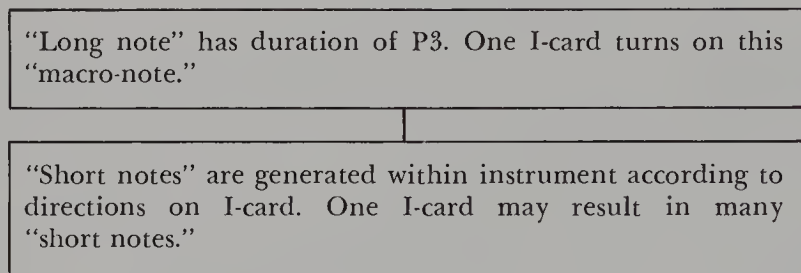 “Long note” has duration of P3. One I-card turns on this
“macro-note.”
“Short notes” are generated within instrument according to
directions on I-card. One I-card may result in many
“short notes.”